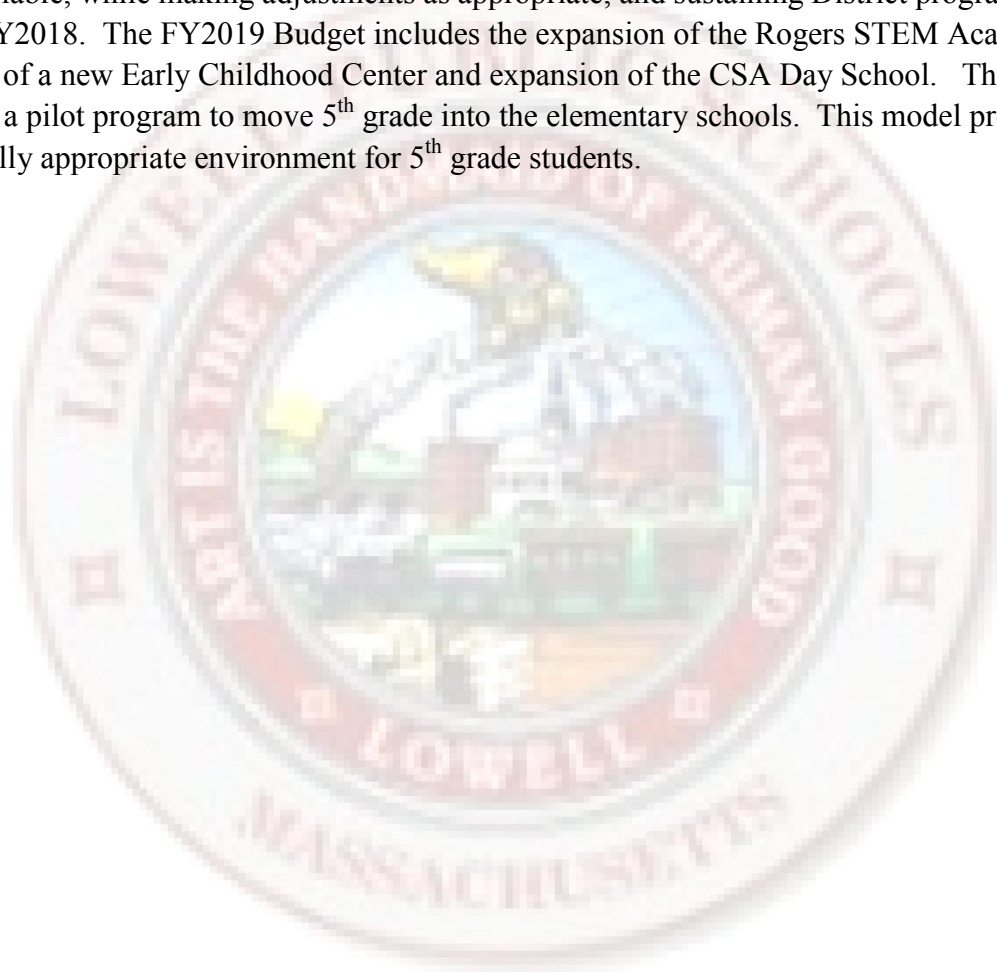 while making adjustments as appropriate, and sustaining District progra
Y2018. The FY2019 Budget includes the expansion of the Rogers STEM Aca
of a new Early Childhood Center and expansion of the CSA Day School. Th
a pilot program to move 5th grade into the elementary schools. This model pr
lly appropriate environment for 5th grade students.
LOWELL SCHOOLS
ART IS THE HANDMAID OF HUMAN GOOD
LOWELL
MASSACHUSETTS